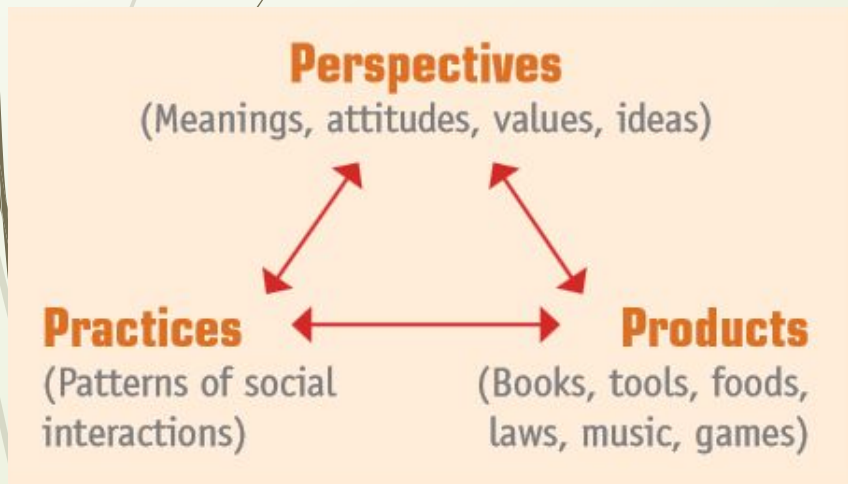 Perspectives
(Meanings, attitudes, values, ideas)
Practices
(Patterns of social
interactions)
Products
(Books, tools, foods,
laws, music, games)